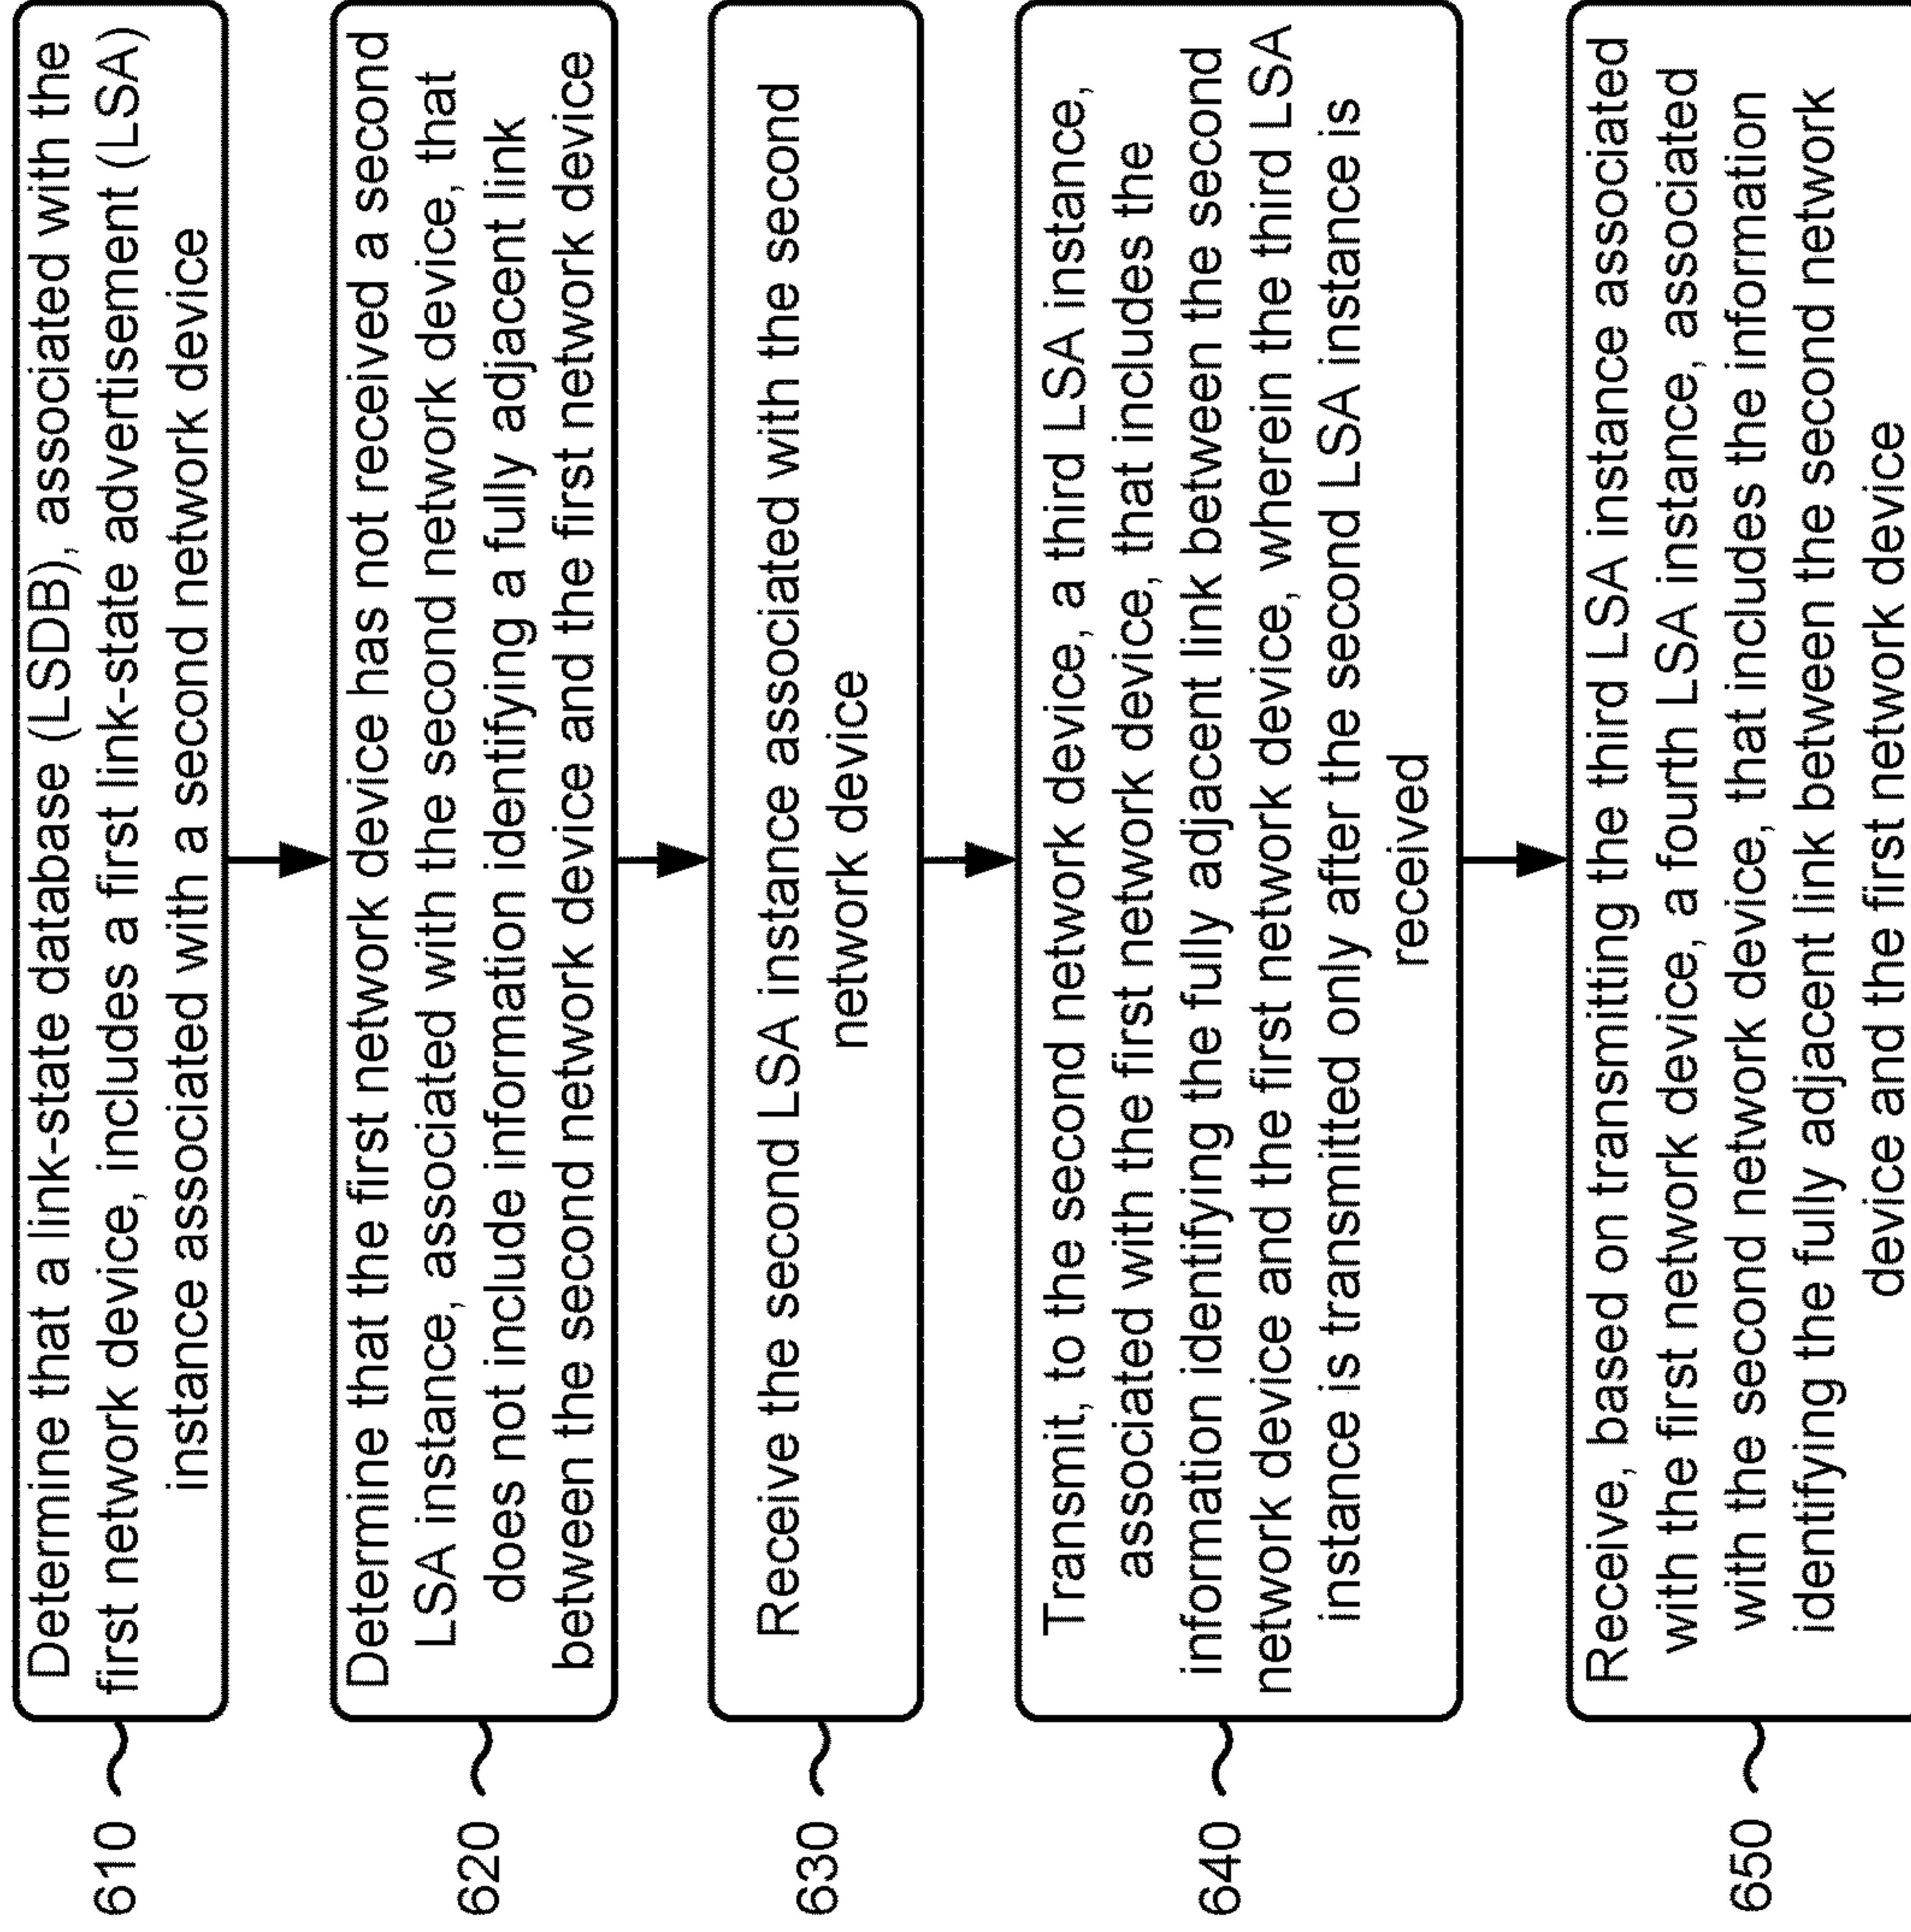 610
Determine that a link-state database (LSDB), associated with the
first network device, includes a first link-state advertisement (LSA)
instance associated with a second network device
620
Determine that the first network device has not received a second
LSA instance, associated with the second network device, that
does not include information identifying a fully adjacent link
between the second network device and the first network device
630
Receive the second LSA instance associated with the second
network device
640
Transmit, to the second network device, a third LSA instance,
associated with the first network device, that includes the
information identifying the fully adjacent link between the second
network device and the first network device, wherein the third LSA
instance is transmitted only after the second LSA instance is
received
650
Receive, based on transmitting the third LSA instance associated
with the first network device, a fourth LSA instance, associated
with the second network device, that includes the information
identifying the fully adjacent link between the second network
device and the first network device